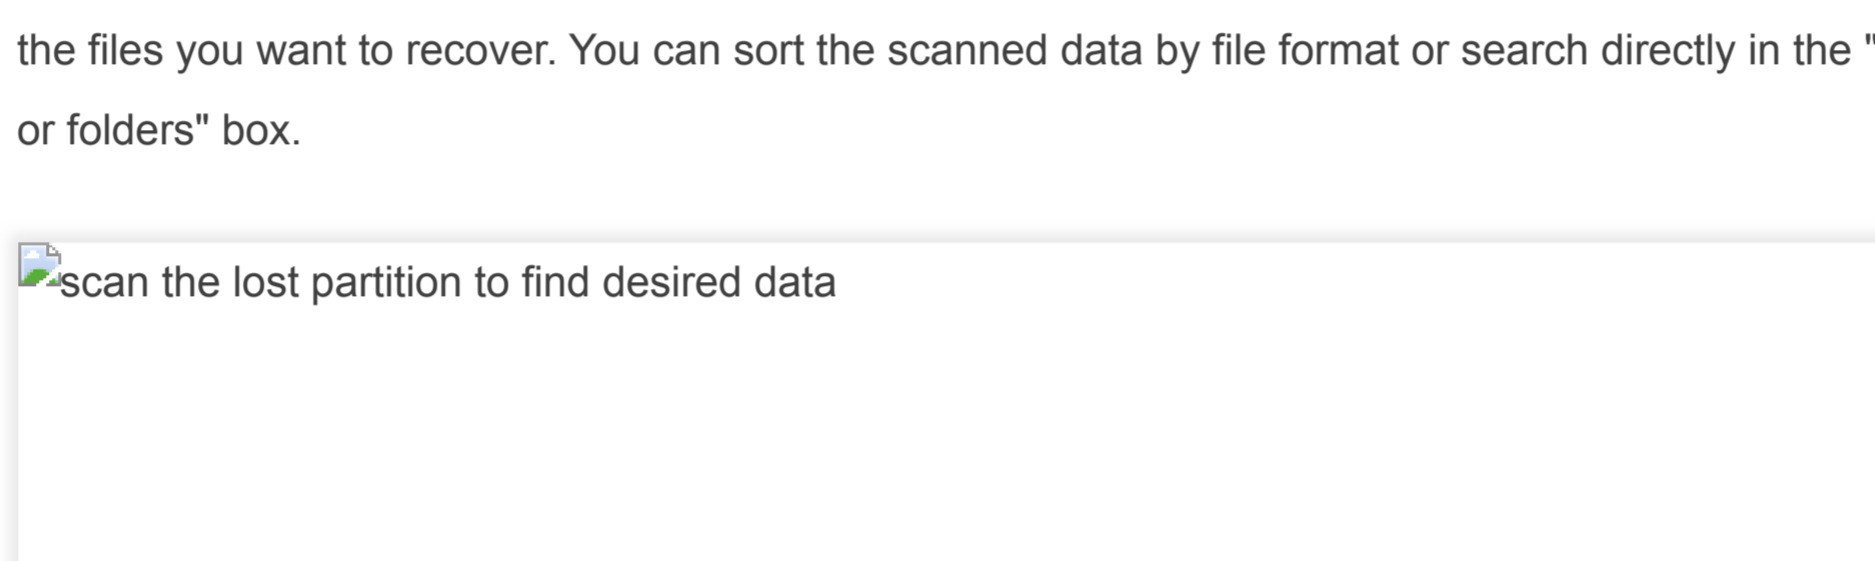 the files you want to recover. You can sort the scanned data by file format or search directly in the "
or folders" box.
scan the lost partition to find desired data